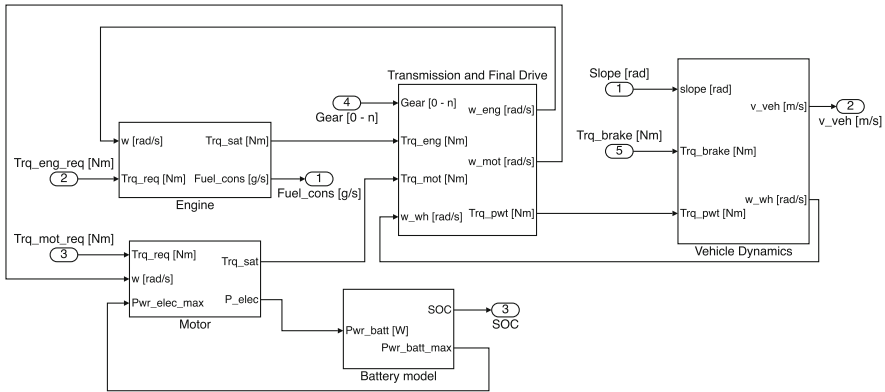 Transmission and Final Drive
Slope [rad]
1
slope [rad]
4
Gear [0 - n]
Gear [0 - n]
w_eng [rad/s]
v_veh [m/s]
2
v_veh [m/s]
w [rad/s]
Trq_sat [Nm]
Trq_eng [Nm]
Trq_brake [Nm]
5
Trq_brake [Nm]
Trq_eng_req [Nm]
2
Trq_req [Nm]
Fuel_cons [g/s]
1
Fuel_cons [g/s]
Engine
w_mot [rad/s]
Trq_mot [Nm]
w_wh [rad/s]
Trq_pwt [Nm]
w_wh [rad/s]
Trq_pwt [Nm]
Vehicle Dynamics
Trq_mot_req [Nm]
3
Trq_req [Nm]
Trq_sat
w [rad/s]
Pwr_elec_max
P_elec
Motor
SOC
3
SOC
Pwr_batt [W]
Pwr_batt_max
Battery model